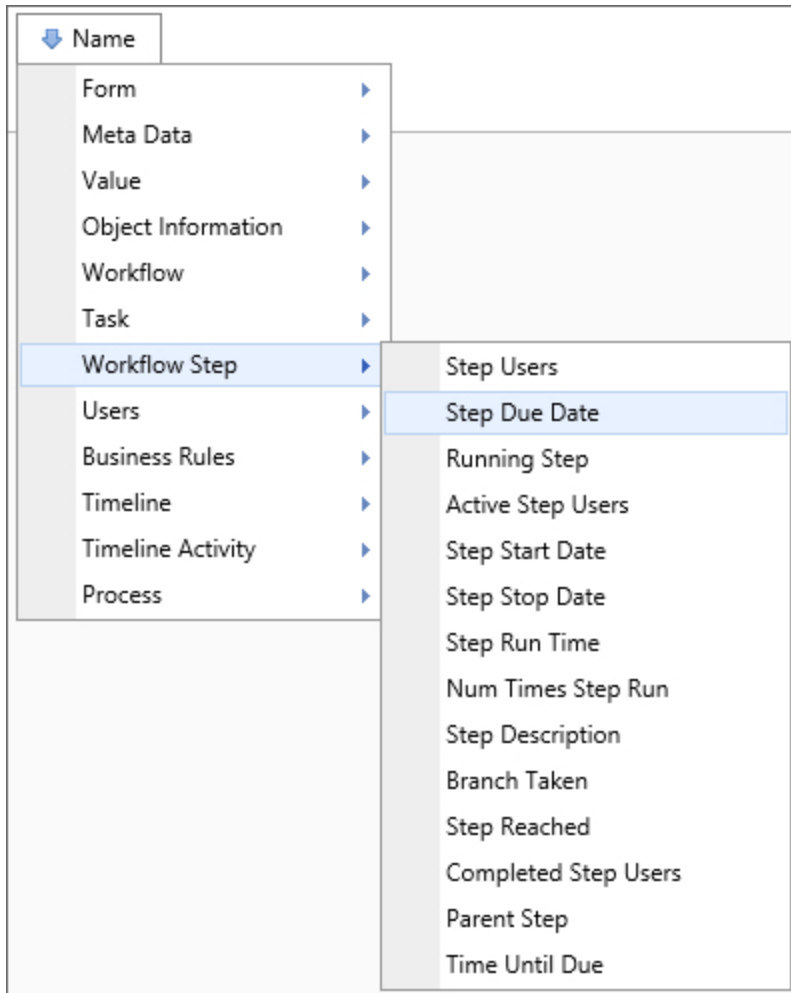 Name
Form
Meta Data
Value
Object Information
Workflow
Task
Workflow Step
Users
Business Rules
Timeline
Timeline Activity
Process
Step Users
Step Due Date
Running Step
Active Step Users
Step Start Date
Step Stop Date
Step Run Time
Num Times Step Run
Step Description
Branch Taken
Step Reached
Completed Step Users
Parent Step
Time Until Due